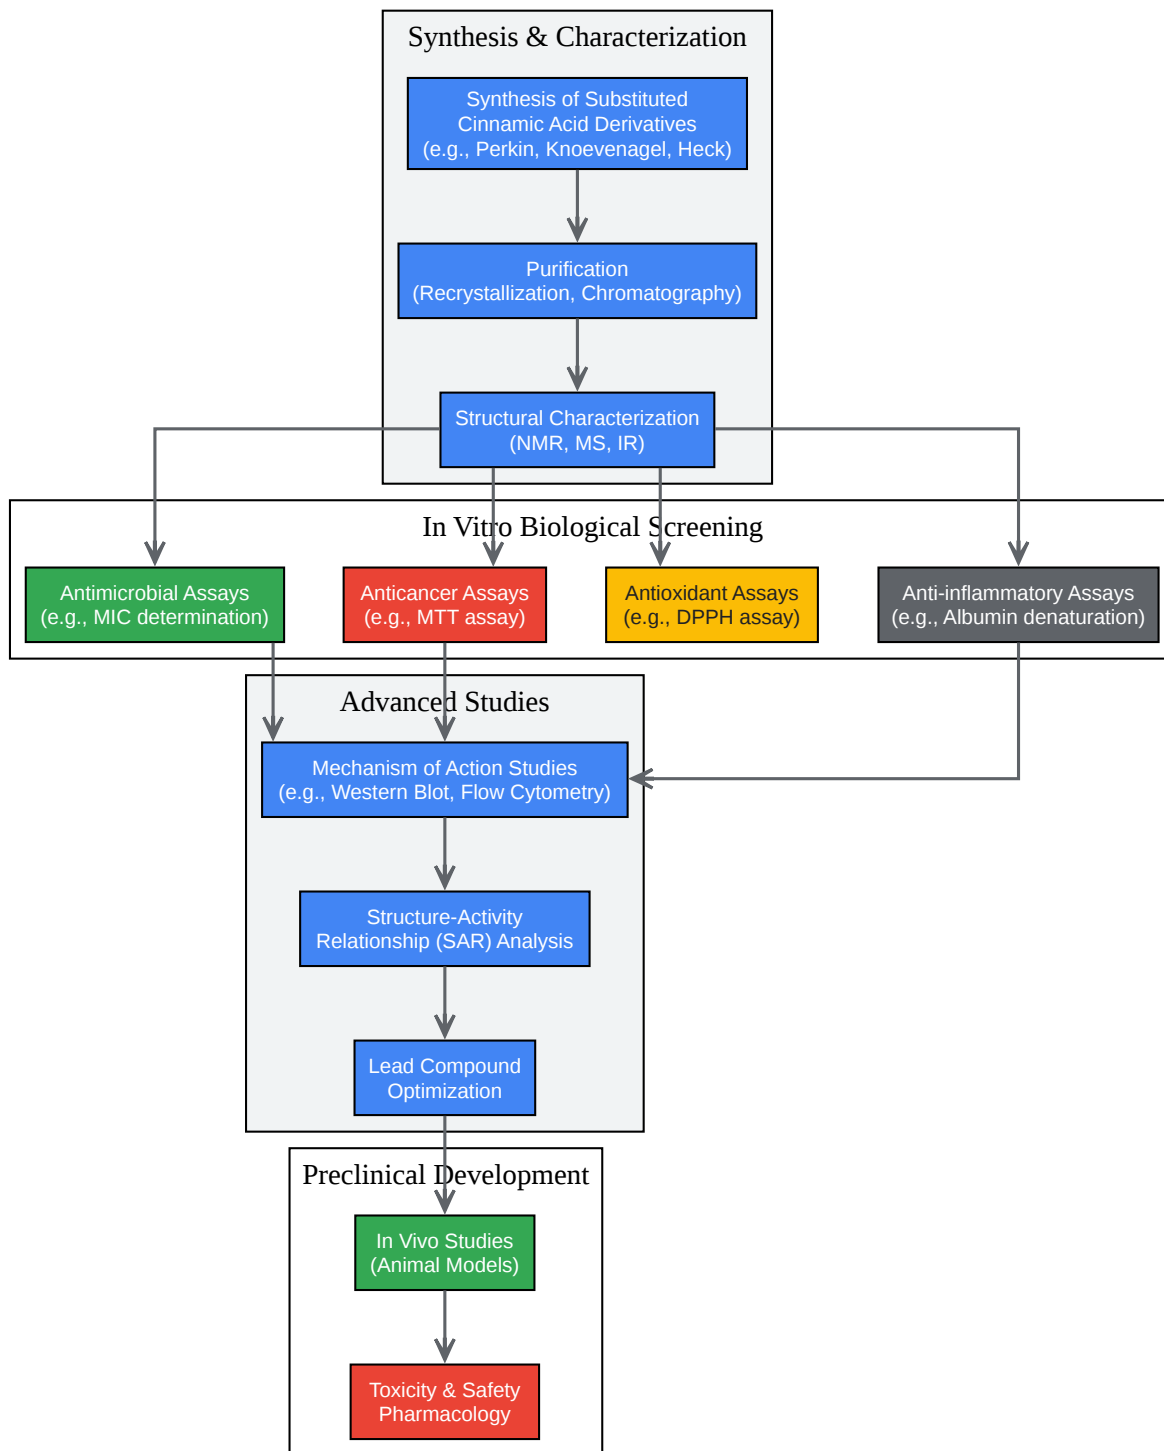 Synthesis & Characterization
Synthesis of Substituted
Cinnamic Acid Derivatives
(e.g., Perkin, Knoevenagel, Heck)
Purification
(Recrystallization, Chromatography)
Structural Characterization
(NMR, MS, IR)
In Vitro Biological Screening
Antimicrobial Assays
(e.g., MIC determination)
Anticancer Assays
(e.g., MTT assay)
Antioxidant Assays
(e.g., DPPH assay)
Anti-inflammatory Assays
(e.g., Albumin denaturation)
Advanced Studies
Mechanism of Action Studies
(e.g., Western Blot, Flow Cytometry)
Structure-Activity
Relationship (SAR) Analysis
Lead Compound
Optimization
Preclinical Development
In Vivo Studies
(Animal Models)
Toxicity & Safety
Pharmacology